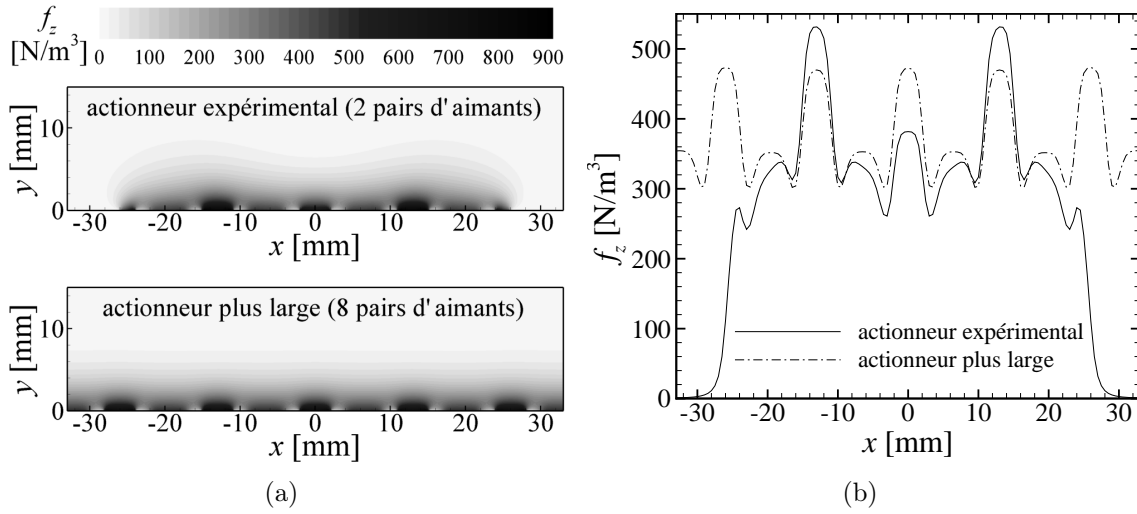 f_z
[N/m³] 0 100 200 300 400 500 600 700 800 900
actionneur expérimental (2 pairs d'aimants)
y [mm]
10
0
-30 -20 -10 0 10 20 30
x [mm]
actionneur plus large (8 pairs d'aimants)
y [mm]
10
0
-30 -20 -10 0 10 20 30
x [mm]
(a)
f_z [N/m³]
500
400
300
200
100
0
actionneur expérimental
actionneur plus large
-30 -20 -10 0 10 20 30
x [mm]
(b)